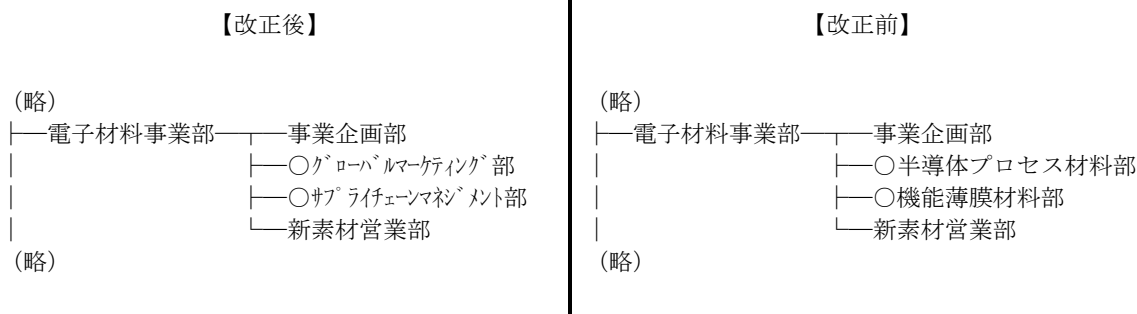 【改正後】
(略)
├─電子材料事業部─┬─事業企画部
│ ├─○ｸﾞﾛｰﾊﾞﾙﾏｰｹﾃｨﾝｸﾞ部
│ ├─○ｻﾌﾟﾗｲﾁｪｰﾝﾏﾈｼﾞﾒﾝﾄ部
│ └─新素材営業部
(略)
【改正前】
(略)
├─電子材料事業部─┬─事業企画部
│ ├─○半導体プロセス材料部
│ ├─○機能薄膜材料部
│ └─新素材営業部
(略)